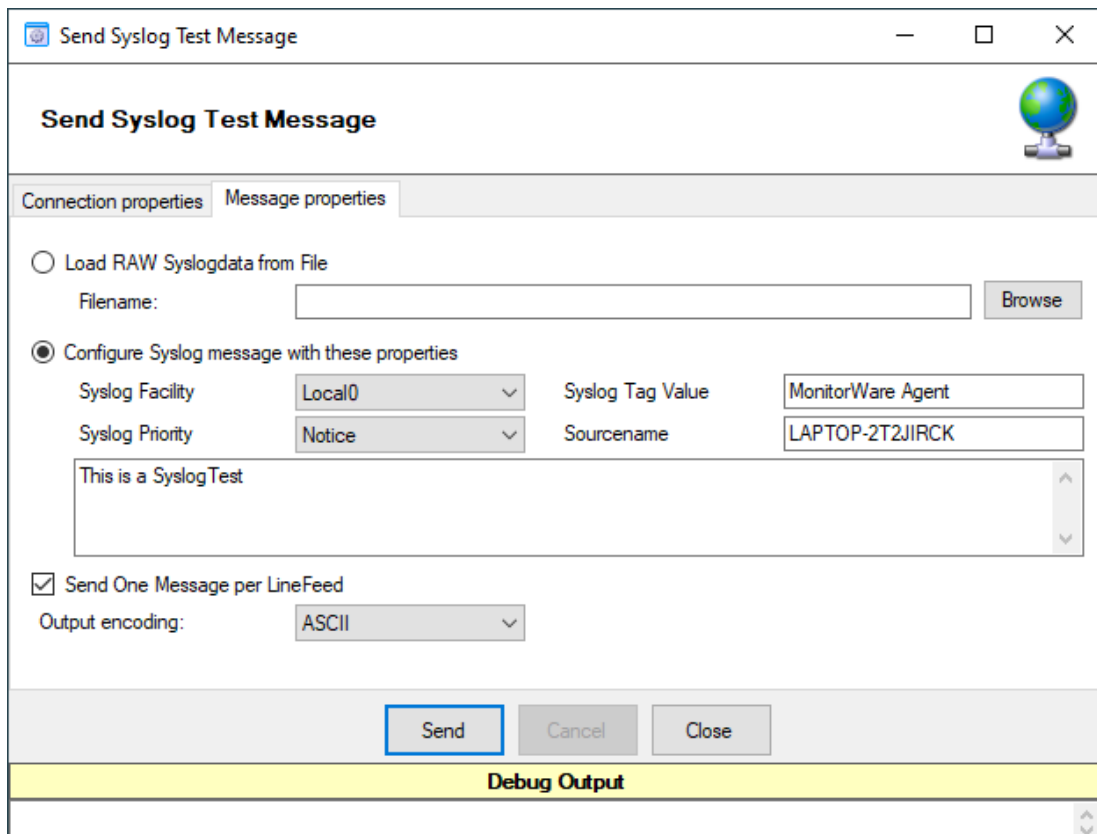 Send Syslog Test Message
Send Syslog Test Message
Connection properties Message properties
Load RAW Syslogdata from File
Filename: Browse
Configure Syslog message with these properties
Syslog Facility Local0 Syslog Tag Value MonitorWare Agent
Syslog Priority Notice Sourcename LAPTOP-2T2JIRCK
This is a SyslogTest
Send One Message per LineFeed
Output encoding: ASCII
Send Cancel Close
Debug Output